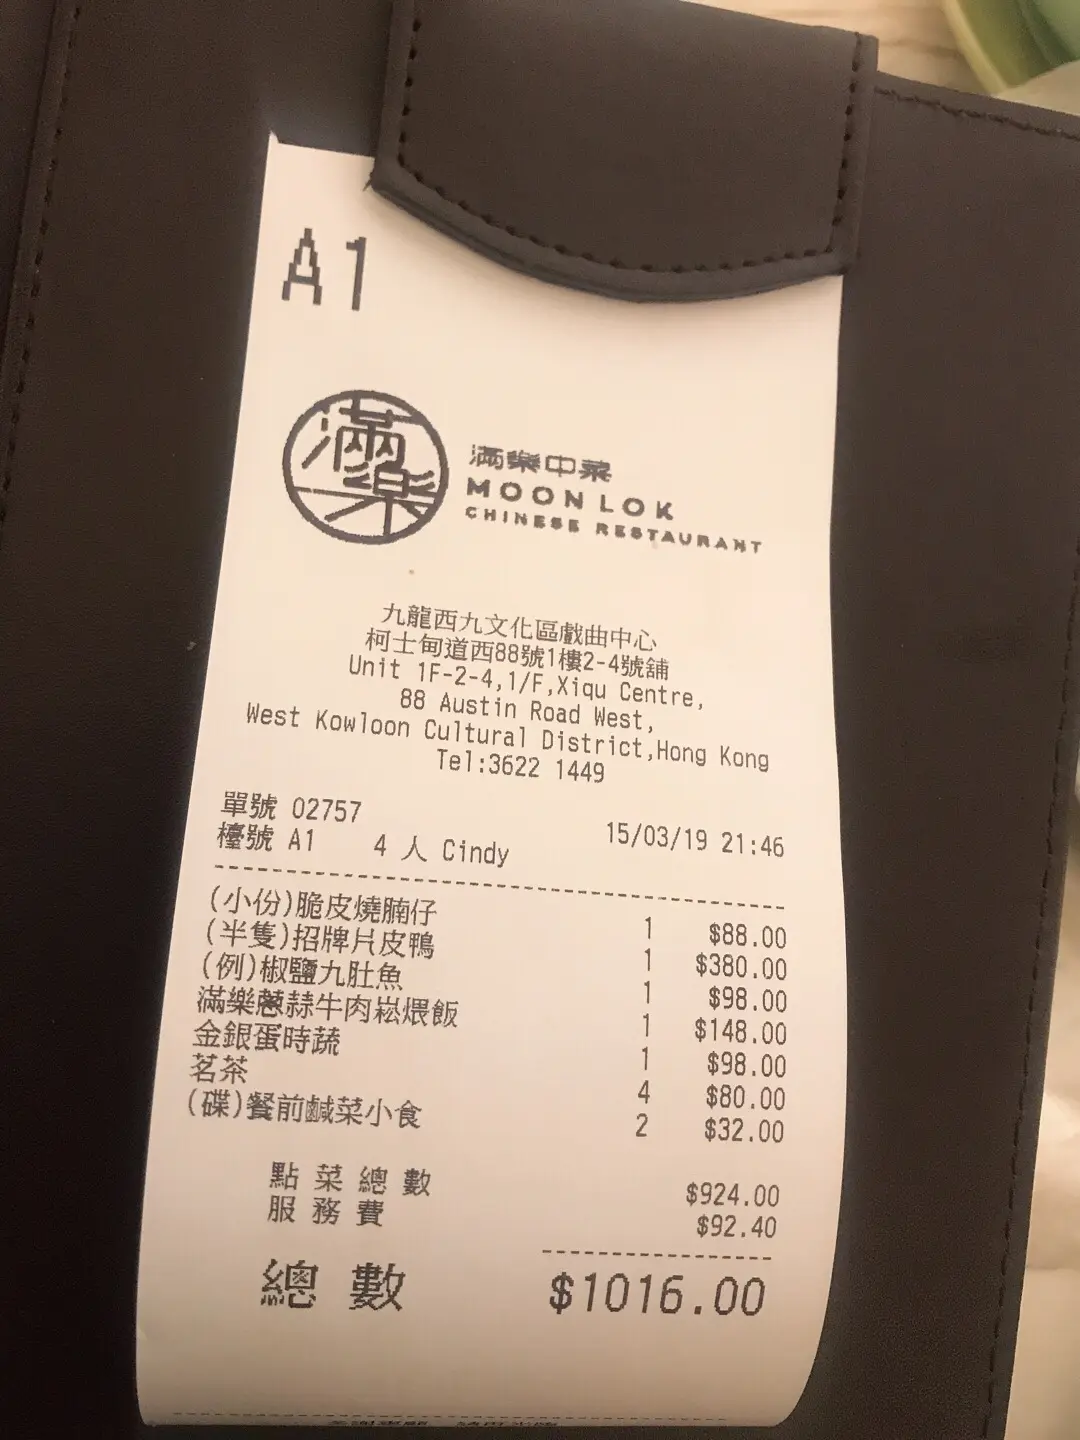 A1
滿樂
滿樂中菜
MOON LOK
CHINESE RESTAURANT
九龍西九文化區戲曲中心
柯士甸道西88號1樓2-4號舖
Unit 1F-2-4,1/F,Xiqu Centre,
88 Austin Road West,
West Kowloon Cultural District,Hong Kong
Tel:3622 1449
單號 02757 15/03/19 21:46
檯號 A1 4 人 Cindy
(小份)脆皮燒腩仔 1 $88.00
(半隻)招牌片皮鴨 1 $380.00
(例)椒鹽九肚魚 1 $98.00
滿樂蔥蒜牛肉崧煨飯 1 $148.00
金銀蛋時蔬 1 $98.00
茗茶 4 $80.00
(碟)餐前鹹菜小食 2 $32.00
點菜總數 $924.00
服務費 $92.40
總數 $1016.00